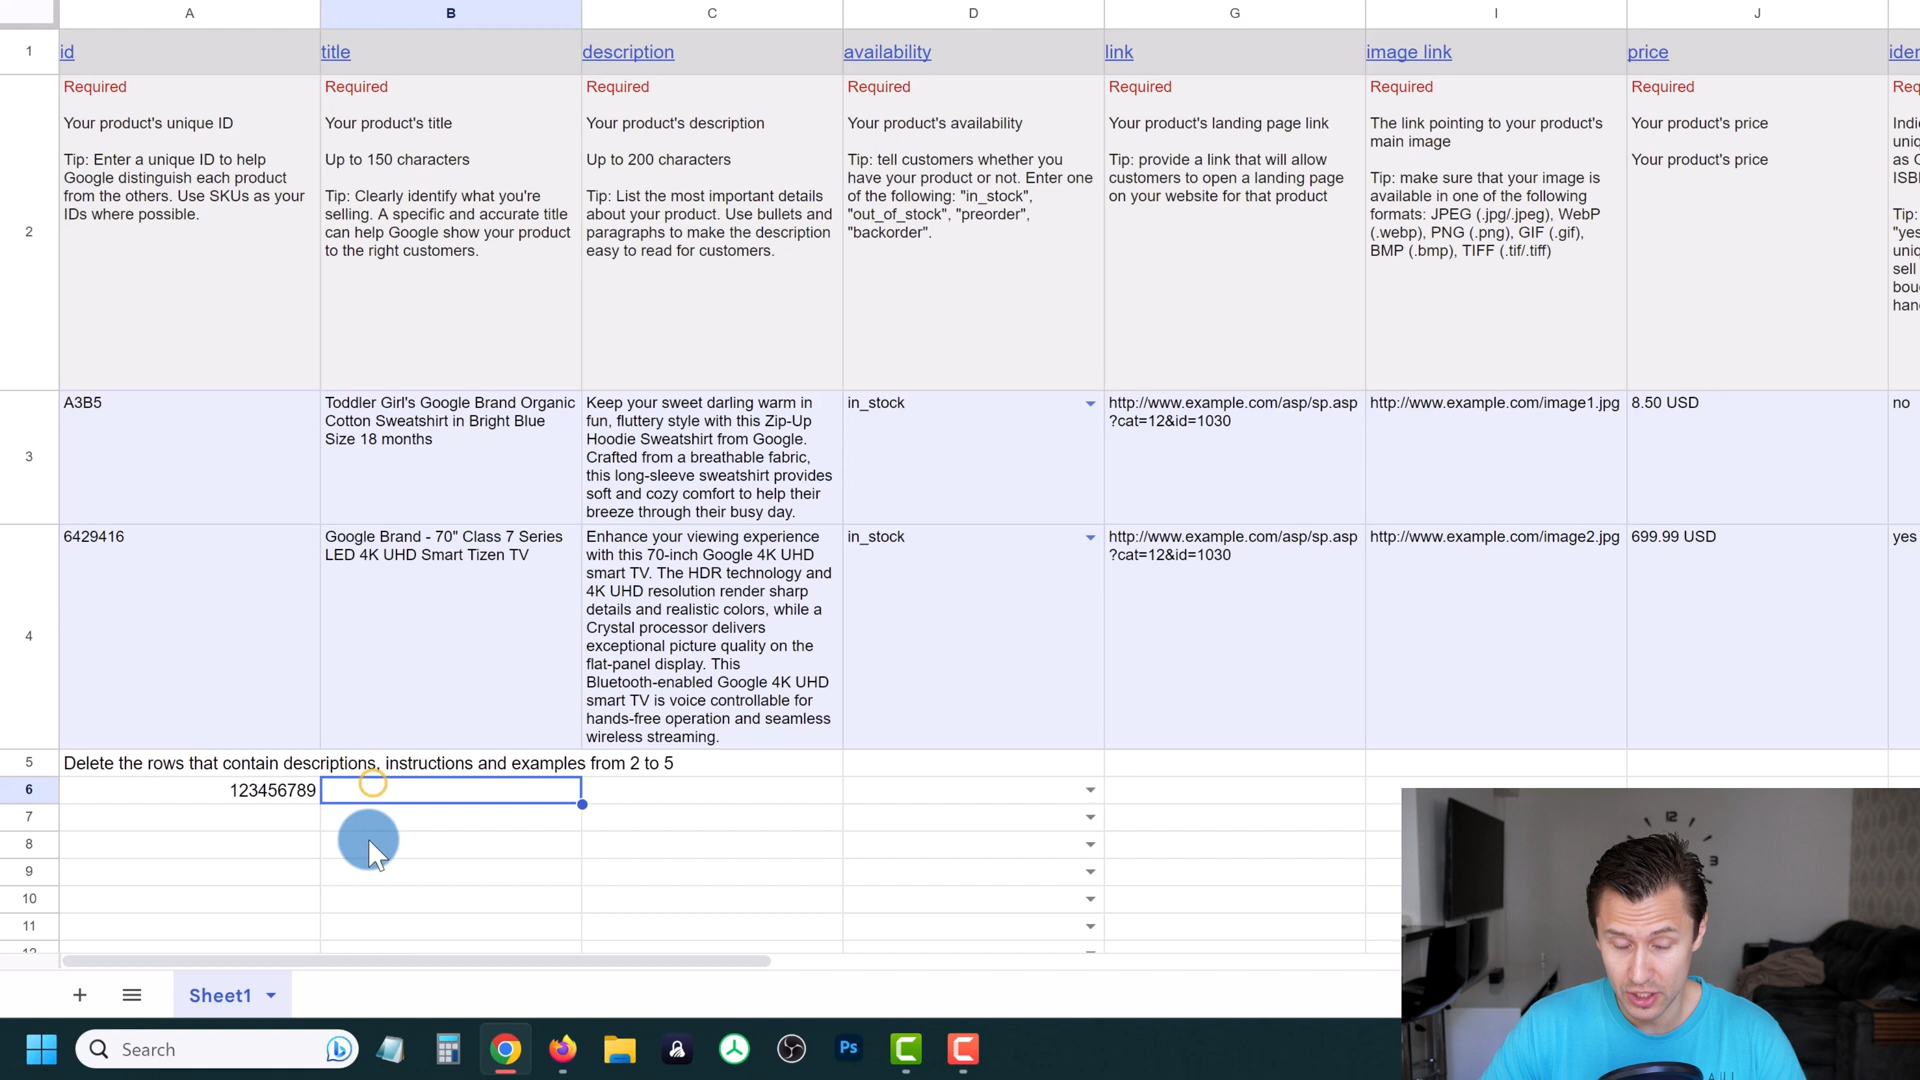 A B C D G I J
1 id title description availability link image link price
Required Required Required Required Required Required Required
Your product's unique ID
Tip: Enter a unique ID to help
Google distinguish each product
from the others. Use SKUs as your
IDs where possible.
Your product's title
Up to 150 characters
Tip: Clearly identify what you're
selling. A specific and accurate title
can help Google show your product
to the right customers.
Your product's description
Up to 200 characters
Tip: List the most important details
about your product. Use bullets and
paragraphs to make the description
easy to read for customers.
Your product's availability
Tip: tell customers whether you
have your product or not. Enter one
of the following: "in_stock",
"out_of_stock", "preorder",
"backorder".
Your product's landing page link
Tip: provide a link that will allow
customers to open a landing page
on your website for that product
The link pointing to your product's
main image
Tip: make sure that your image is
available in one of the following
formats: JPEG (.jpg/.jpeg), WebP
(.webp), PNG (.png), GIF (.gif),
BMP (.bmp), TIFF (.tif/.tiff)
Your product's price
Your product's price
2
3
A3B5
Toddler Girl's Google Brand Organic
Cotton Sweatshirt in Bright Blue
Size 18 months
Keep your sweet darling warm in
fun, fluttery style with this Zip-Up
Hoodie Sweatshirt from Google.
Crafted from a breathable fabric,
this long-sleeve sweatshirt provides
soft and cozy comfort to help their
breeze through their busy day.
in_stock
http://www.example.com/asp/sp.asp
?cat=12&id=1030
http://www.example.com/image1.jpg
8.50 USD
no
4
6429416
Google Brand - 70" Class 7 Series
LED 4K UHD Smart Tizen TV
Enhance your viewing experience
with this 70-inch Google 4K UHD
smart TV. The HDR technology and
4K UHD resolution render sharp
details and realistic colors, while a
Crystal processor delivers
exceptional picture quality on the
flat-panel display. This
Bluetooth-enabled Google 4K UHD
smart TV is voice controllable for
hands-free operation and seamless
wireless streaming.
in_stock
http://www.example.com/asp/sp.asp
?cat=12&id=1030
http://www.example.com/image2.jpg
699.99 USD
yes
5 Delete the rows that contain descriptions, instructions and examples from 2 to 5
6 123456789
7
8
9
10
11
Sheet1
Search
Ps